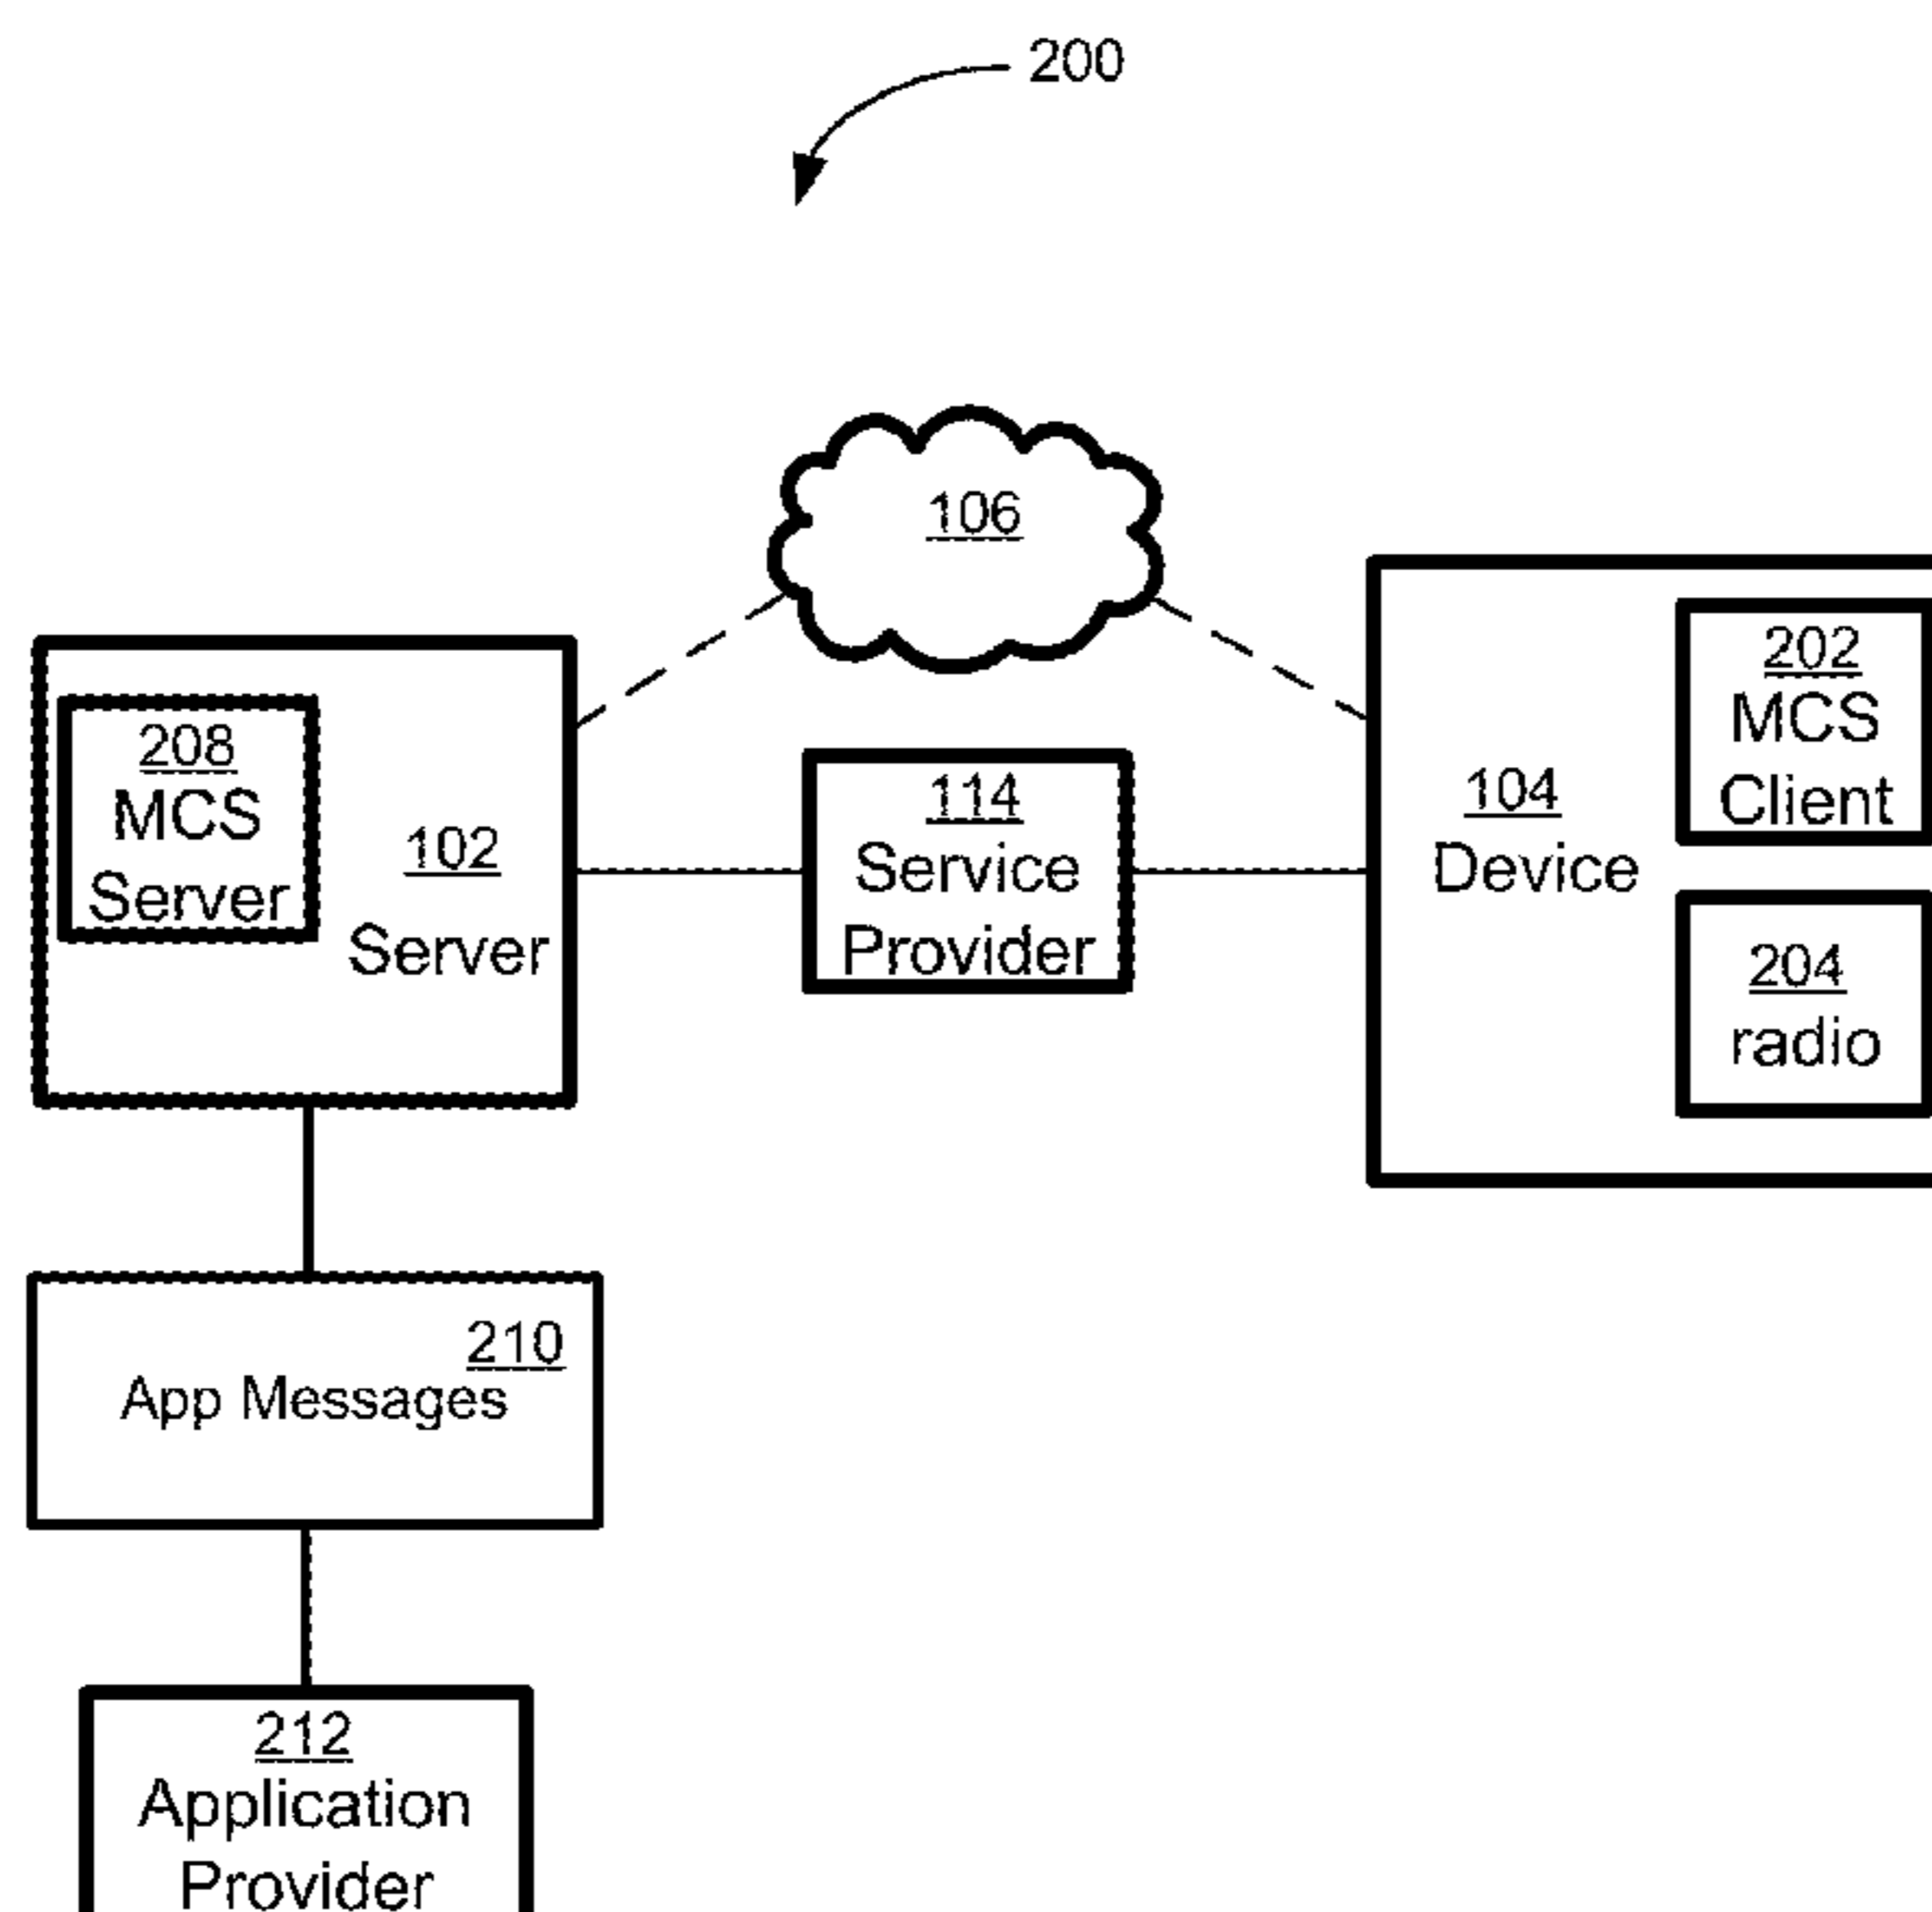 200
106
208
MCS
Server
102
Server
114
Service
Provider
104
Device
202
MCS
Client
204
radio
210
App Messages
212
Application
Provider